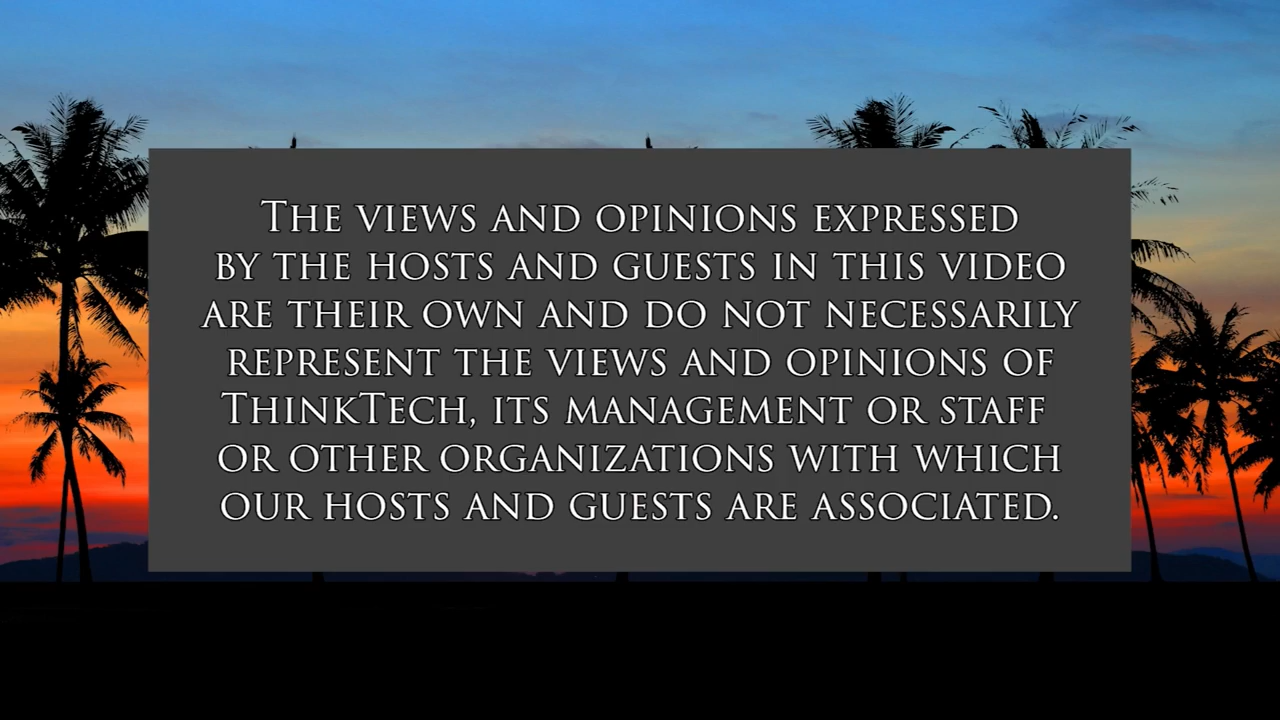 The views and opinions expressed
by the hosts and guests in this video
are their own and do not necessarily
represent the views and opinions of
ThinkTech, its management or staff
or other organizations with which
our hosts and guests are associated.